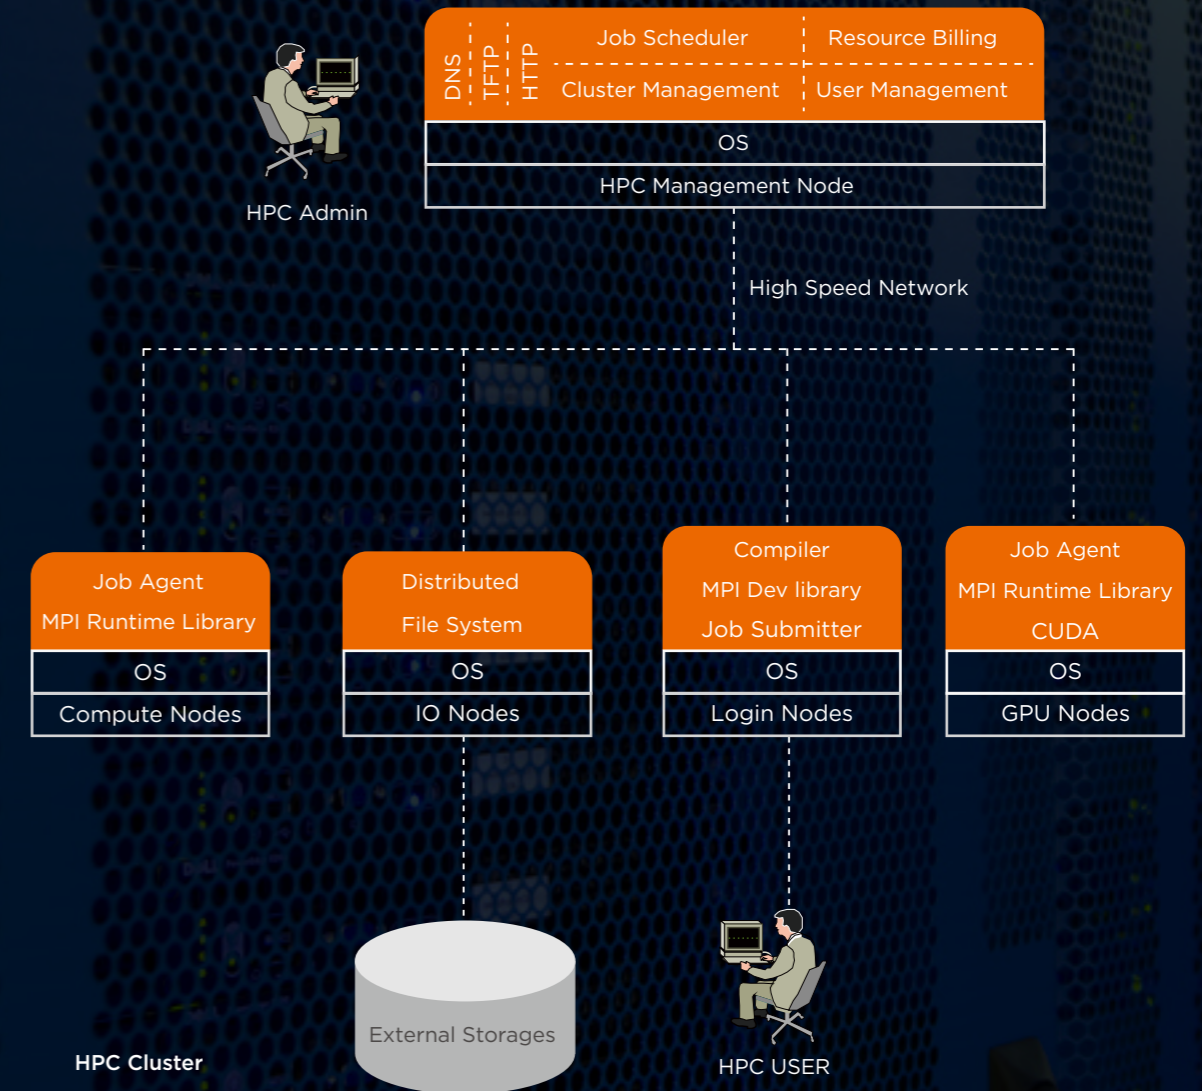 DNS
TFTP
HTTP
Job Scheduler
Resource Billing
Cluster Management
User Management
OS
HPC Management Node
HPC Admin
High Speed Network
Job Agent
MPI Runtime Library
OS
Compute Nodes
Distributed
File System
OS
IO Nodes
Compiler
MPI Dev library
Job Submitter
OS
Login Nodes
Job Agent
MPI Runtime Library
CUDA
OS
GPU Nodes
External Storages
HPC USER
HPC Cluster